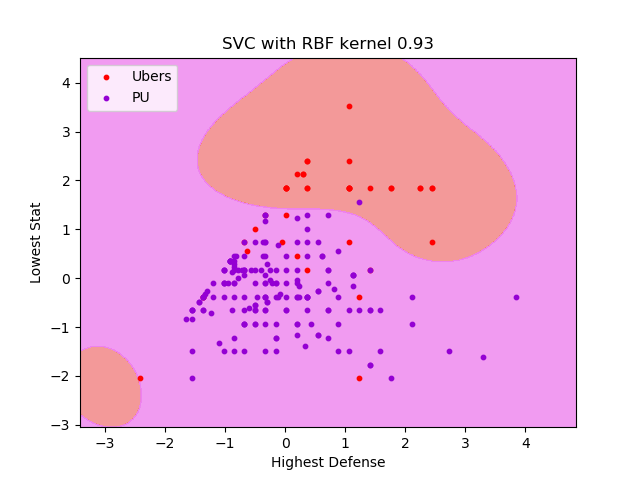 SVC with RBF kernel 0.93
Ubers
PU
4
3
2
1
0
−1
−2
−3
Lowest Stat
−3 −2 −1 0 1 2 3 4
Highest Defense